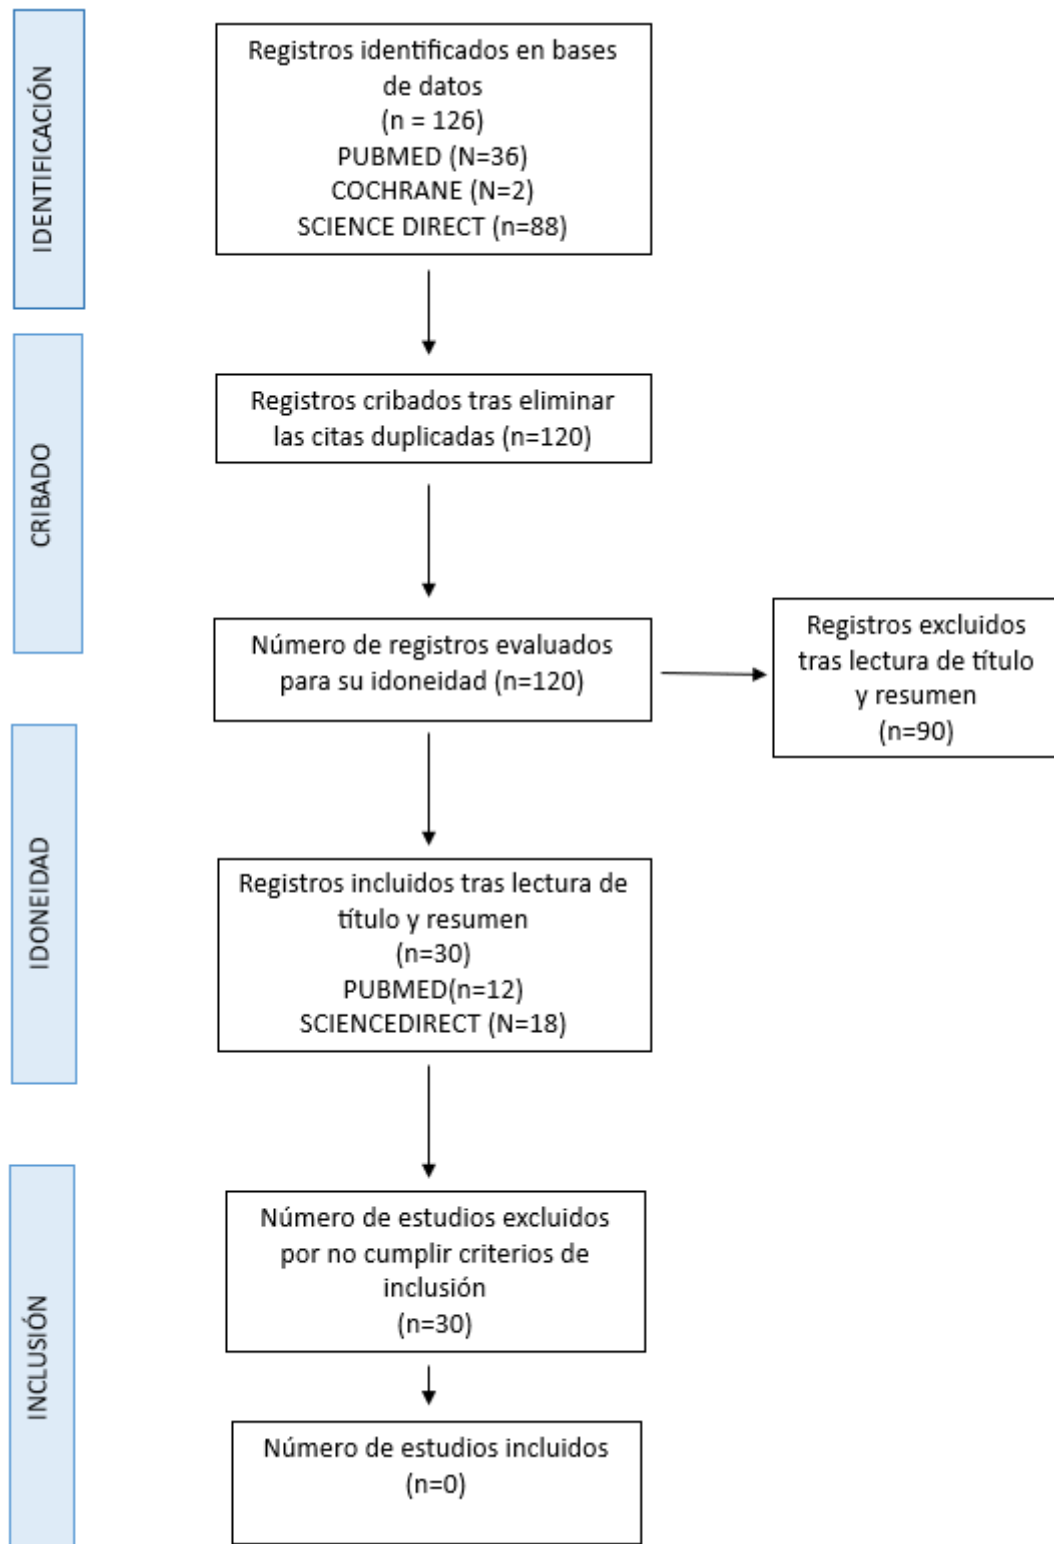 IDENTIFICACIÓN
Registros identificados en bases
de datos
(n = 126)
PUBMED (N=36)
COCHRANE (N=2)
SCIENCE DIRECT (n=88)
CRIBADO
Registros cribados tras eliminar
las citas duplicadas (n=120)
Número de registros evaluados
para su idoneidad (n=120)
Registros excluidos
tras lectura de título
y resumen
(n=90)
IDONEIDAD
Registros incluidos tras lectura de
título y resumen
(n=30)
PUBMED(n=12)
SCIENCEDIRECT (N=18)
INCLUSIÓN
Número de estudios excluidos
por no cumplir criterios de
inclusión
(n=30)
Número de estudios incluidos
(n=0)